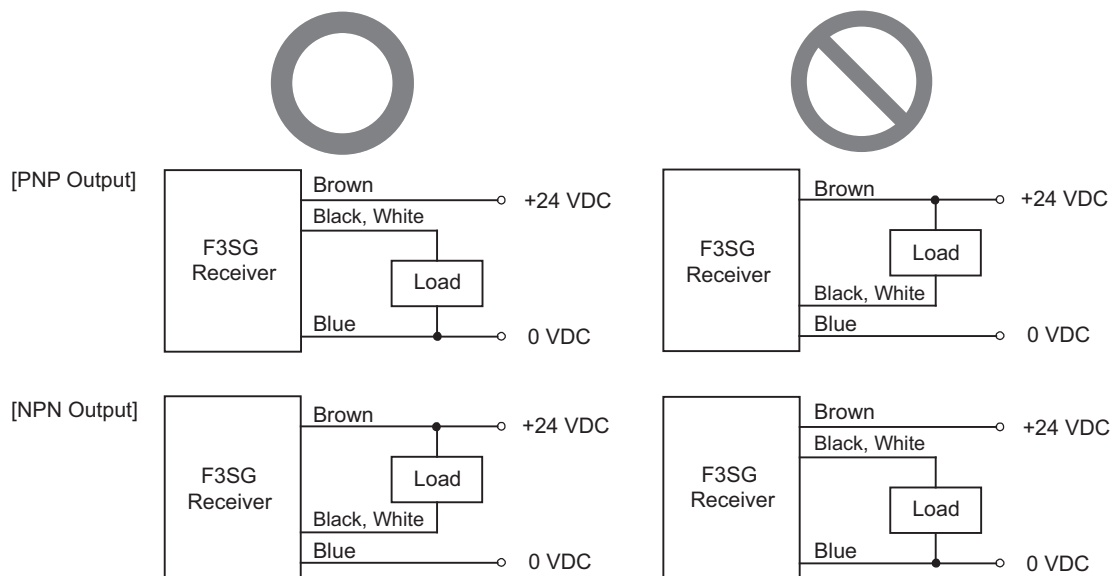 [PNP Output]
Brown
+24 VDC
Black, White
F3SG
Receiver
Load
Blue
0 VDC
Brown
+24 VDC
F3SG
Receiver
Load
Black, White
Blue
0 VDC
[NPN Output]
Brown
+24 VDC
F3SG
Receiver
Load
Black, White
Blue
0 VDC
Brown
+24 VDC
Black, White
F3SG
Receiver
Load
Blue
0 VDC